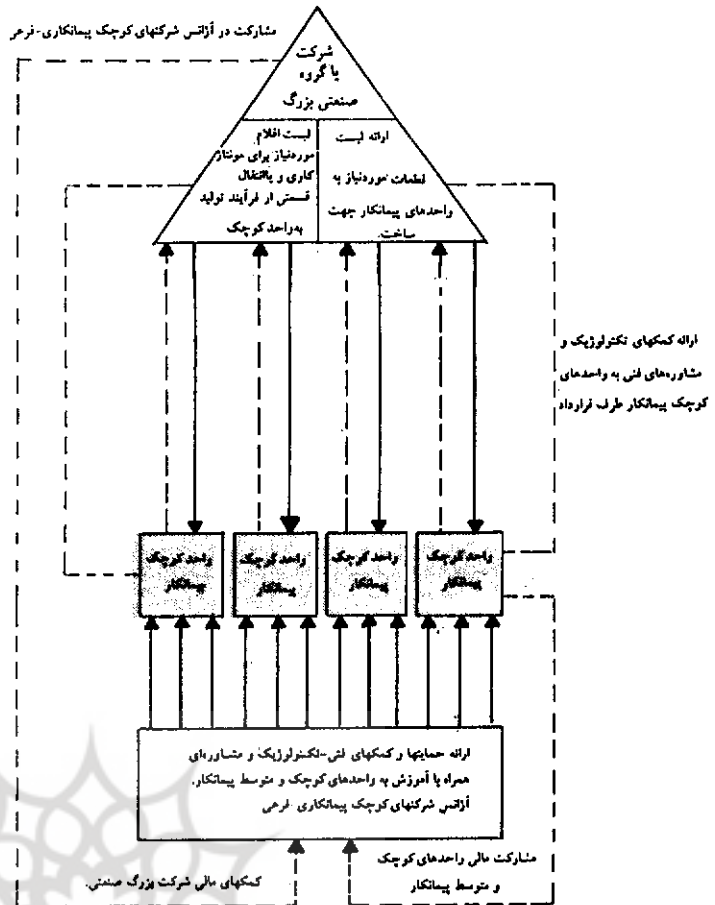 مشارکت در آژانس شرکتهای کوچک پیمانکاری-فرعی
شرکت
یا گروه
صنعتی بزرگ
ارائه لیست
قطعات موردنیاز به
واحدهای پیمانکار جهت
ساخت.
لیست اقلام
موردنیاز برای مونتاژ
کاری و یاانتقال
قسمتی از فرآیند تولید
به‌واحد کوچک
ارائه کمکهای تکنولوژیک و
مشاوره‌های فنی به واحدهای
کوچک پیمانکار طرف قرارداد
واحد کوچک
پیمانکار
واحد کوچک
پیمانکار
واحد کوچک
پیمانکار
واحد کوچک
پیمانکار
ارائه حمایتها و کمکهای فنی-تکنولوژیک و مشاوره‌ای
همراه با آموزش به واحدهای کوچک و متوسط پیمانکار.
آژانس شرکتهای کوچک پیمانکاری -فرعی
مشارکت مالی واحدهای کوچک
و متوسط پیمانکار
کمکهای مالی شرکت بزرگ صنعتی.